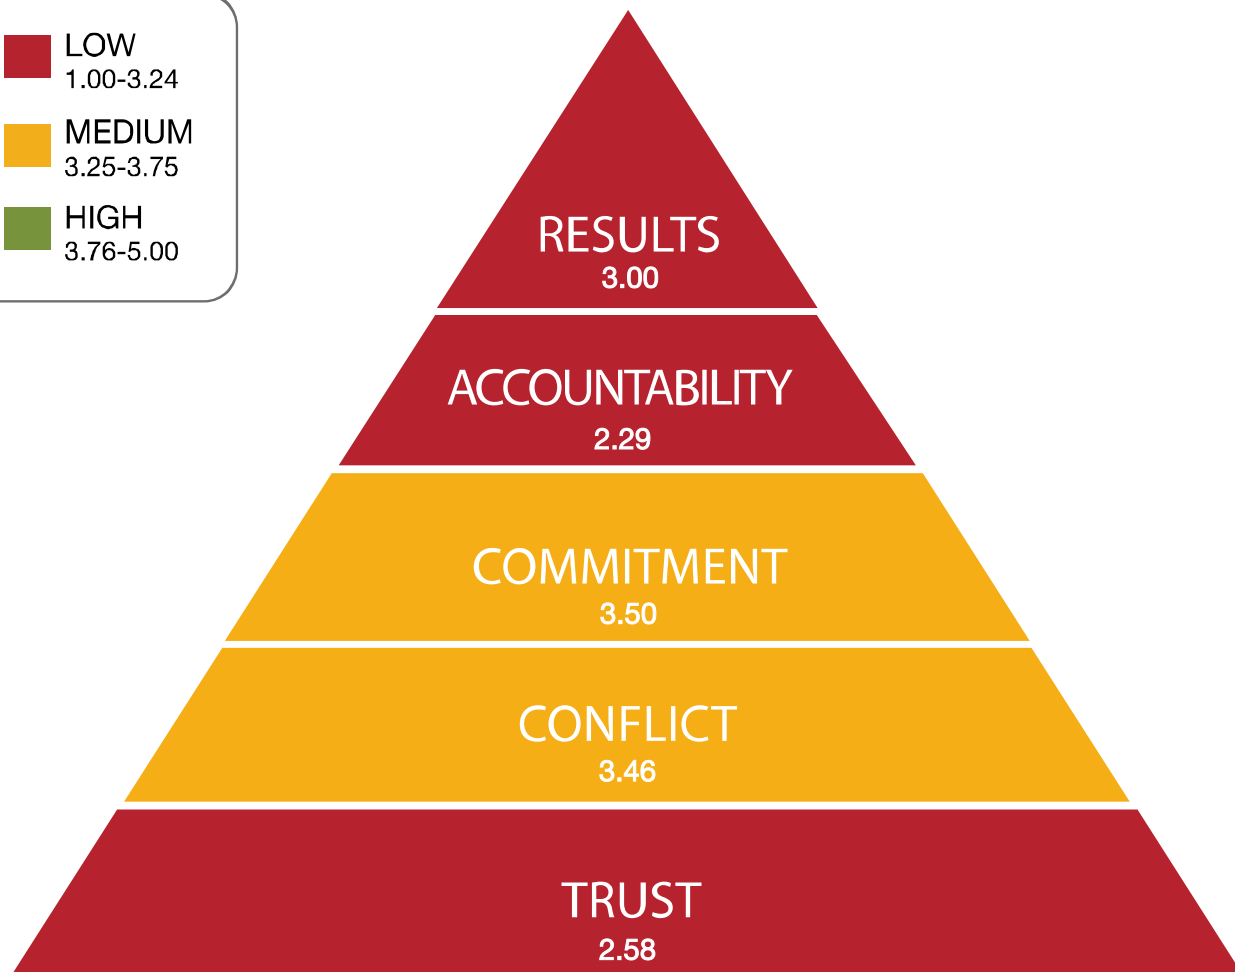 LOW
1.00-3.24
MEDIUM
3.25-3.75
HIGH
3.76-5.00
RESULTS
3.00
ACCOUNTABILITY
2.29
COMMITMENT
3.50
CONFLICT
3.46
TRUST
2.58